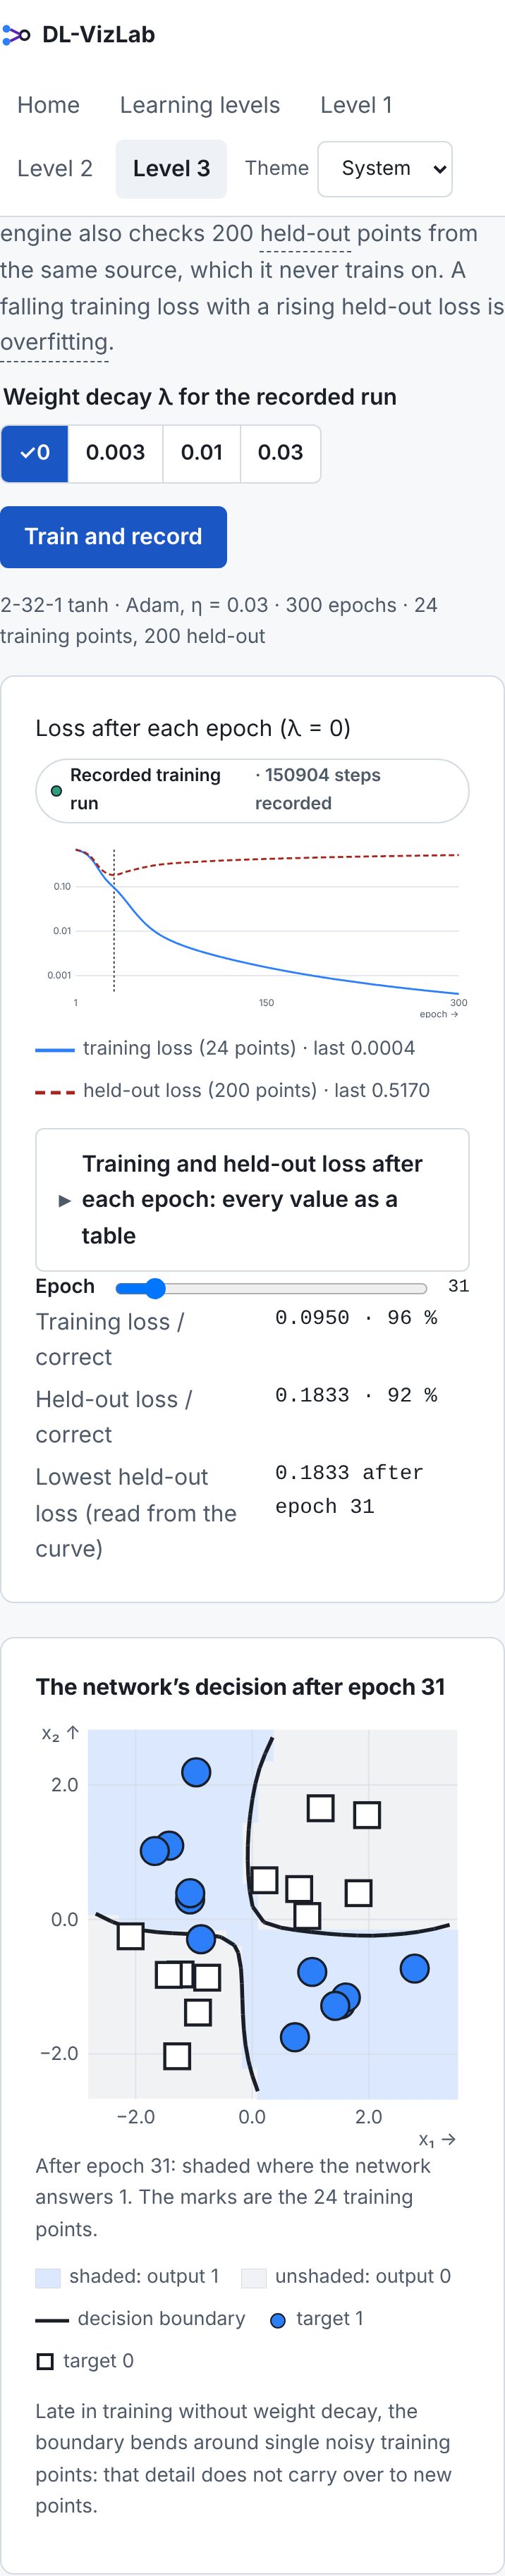 DL-VizLab
Home Learning levels Level 1
Level 2 Level 3 Theme System
engine also checks 200 held-out points from
the same source, which it never trains on. A
falling training loss with a rising held-out loss is
overfitting.
Weight decay λ for the recorded run
✓0 0.003 0.01 0.03
Train and record
2-32-1 tanh · Adam, η = 0.03 · 300 epochs · 24
training points, 200 held-out
Loss after each epoch (λ = 0)
Recorded training
run
· 150904 steps
recorded
0.10
0.01
0.001
1 150 300
epoch →
training loss (24 points) · last 0.0004
held-out loss (200 points) · last 0.5170
▶ Training and held-out loss after
each epoch: every value as a
table
Epoch 31
Training loss /
correct
0.0950 · 96 %
Held-out loss /
correct
0.1833 · 92 %
Lowest held-out
loss (read from the
curve)
0.1833 after
epoch 31
The network’s decision after epoch 31
x₂ ↑
2.0
0.0
−2.0
−2.0 0.0 2.0
x₁ →
After epoch 31: shaded where the network
answers 1. The marks are the 24 training
points.
shaded: output 1 unshaded: output 0
decision boundary target 1
target 0
Late in training without weight decay, the
boundary bends around single noisy training
points: that detail does not carry over to new
points.